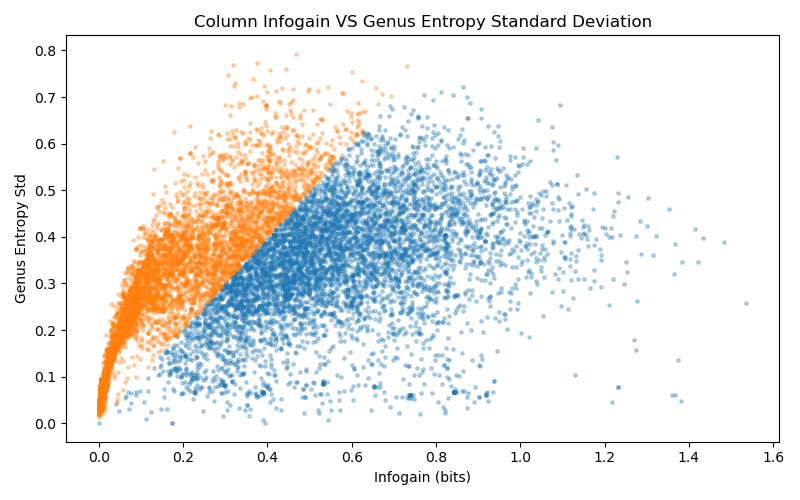 Column Infogain VS Genus Entropy Standard Deviation
0.8
0.7
0.6
0.5
0.4
0.3
0.2
0.1
0.0
Genus Entropy Std
0.0 0.2 0.4 0.6 0.8 1.0 1.2 1.4 1.6
Infogain (bits)